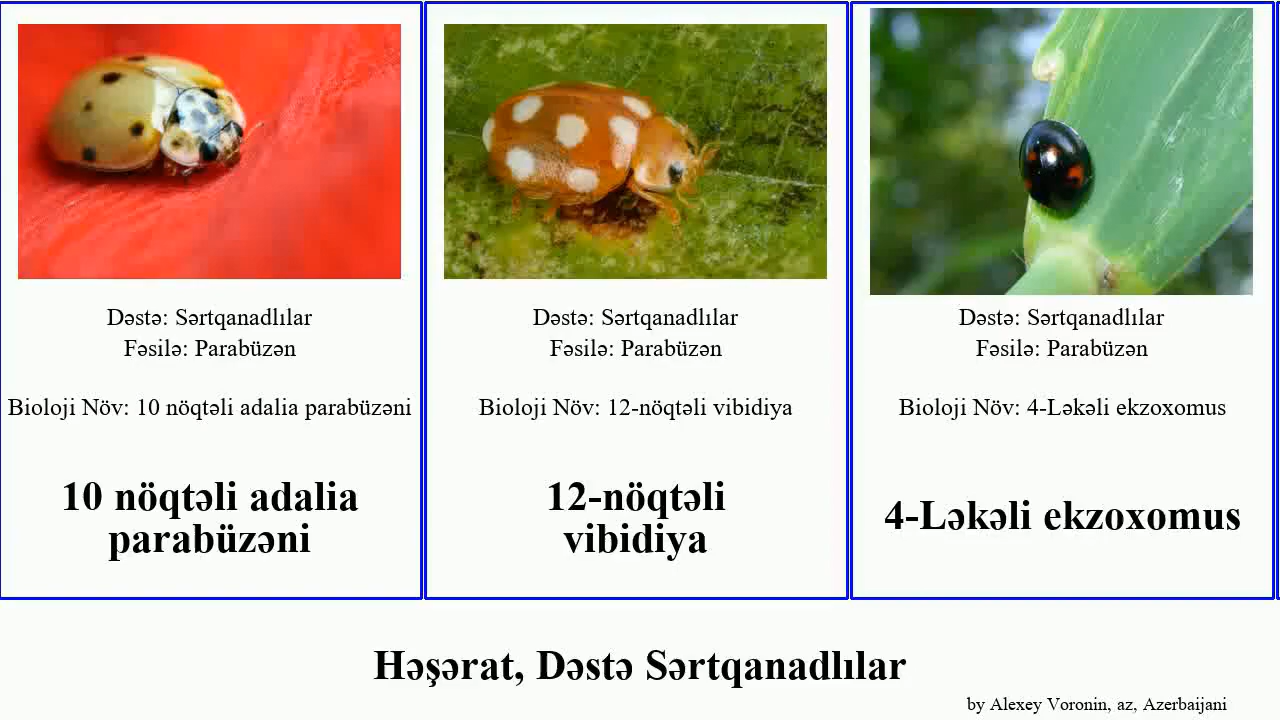 Dəstə: Sərtqanadlılar
Fəsilə: Parabüzən
Bioloji Növ: 10 nöqtəli adalia parabüzəni
10 nöqtəli adalia
parabüzəni
Dəstə: Sərtqanadlılar
Fəsilə: Parabüzən
Bioloji Növ: 12-nöqtəli vibidiya
12-nöqtəli
vibidiya
Dəstə: Sərtqanadlılar
Fəsilə: Parabüzən
Bioloji Növ: 4-Ləkəli ekzoxomus
4-Ləkəli ekzoxomus
Həşərat, Dəstə Sərtqanadlılar
by Alexey Voronin, az, Azerbaijani